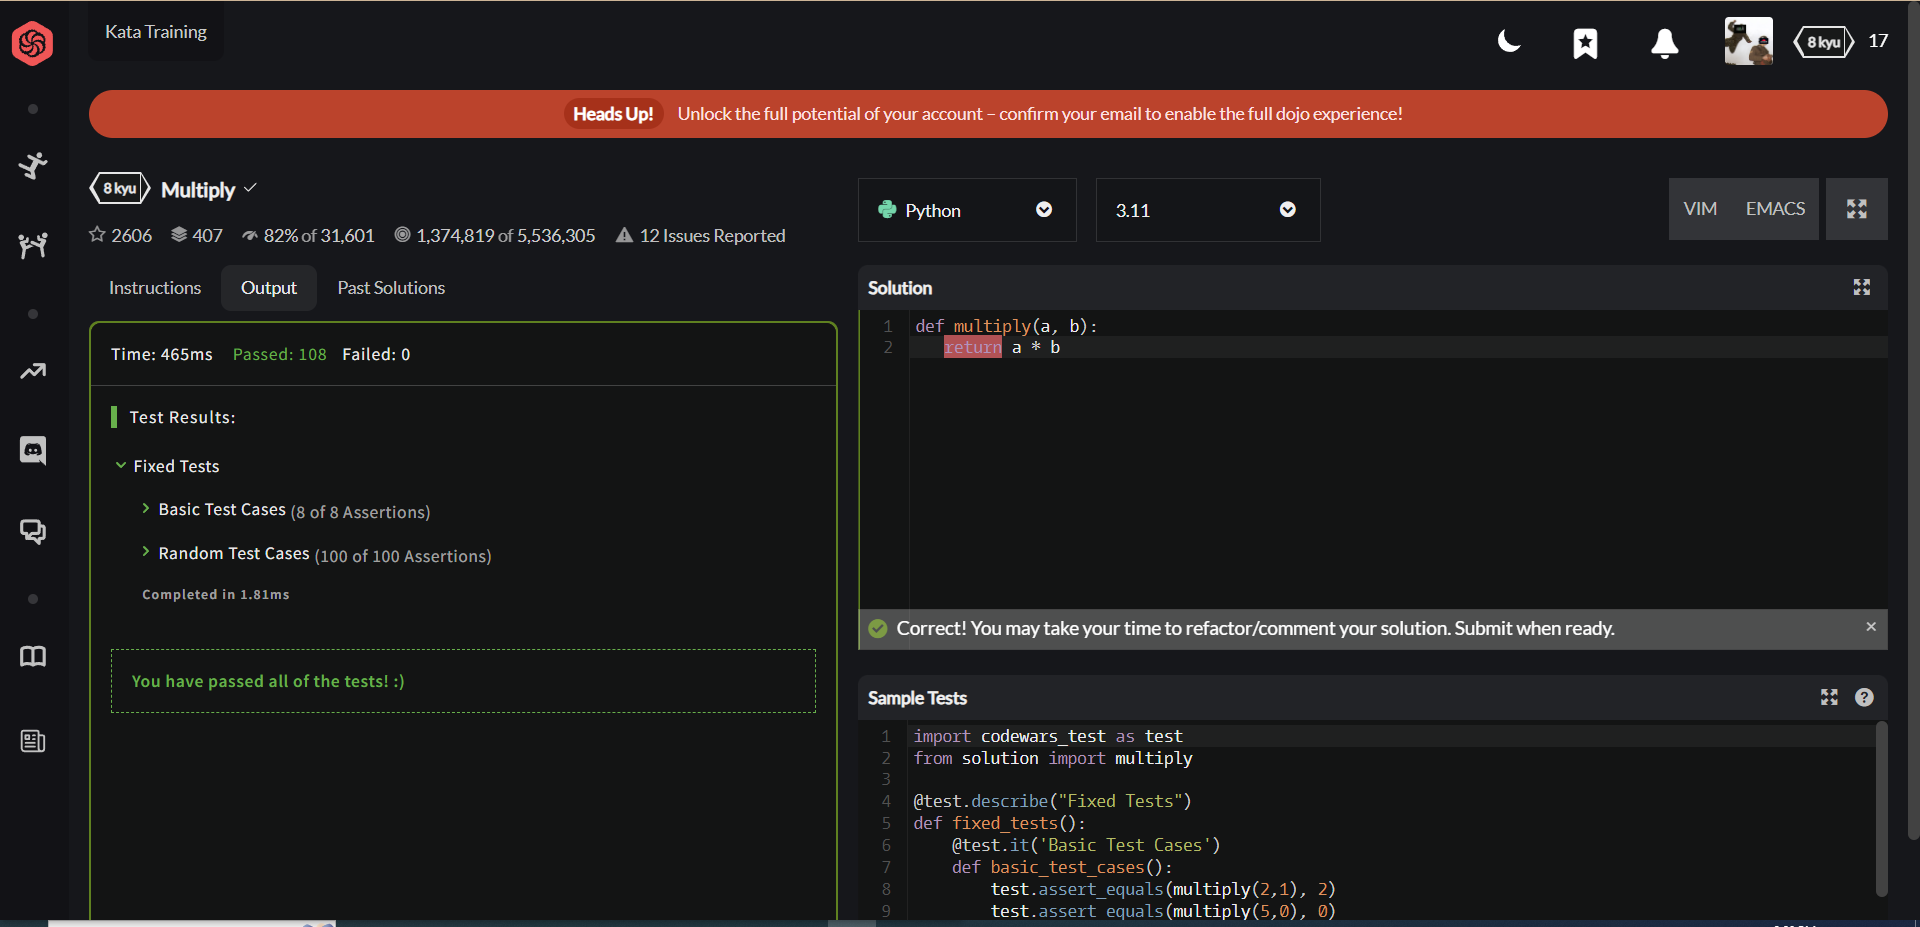 Kata Training
8 kyu 17
Heads Up! Unlock the full potential of your account – confirm your email to enable the full dojo experience!
8 kyu Multiply
2606 407 82% of 31,601 1,374,819 of 5,536,305 12 Issues Reported
Python
3.11
VIM EMACS
Instructions Output Past Solutions
Time: 465ms Passed: 108 Failed: 0
Test Results:
Fixed Tests
Basic Test Cases (8 of 8 Assertions)
Random Test Cases (100 of 100 Assertions)
Completed in 1.81ms
You have passed all of the tests! :)
Solution
1 def multiply(a, b):
2 return a * b
Correct! You may take your time to refactor/comment your solution. Submit when ready.
Sample Tests
1 import codewars_test as test
2 from solution import multiply
3
4 @test.describe("Fixed Tests")
5 def fixed_tests():
6 @test.it('Basic Test Cases')
7 def basic_test_cases():
8 test.assert_equals(multiply(2,1), 2)
9 test.assert_equals(multiply(5,0), 0)